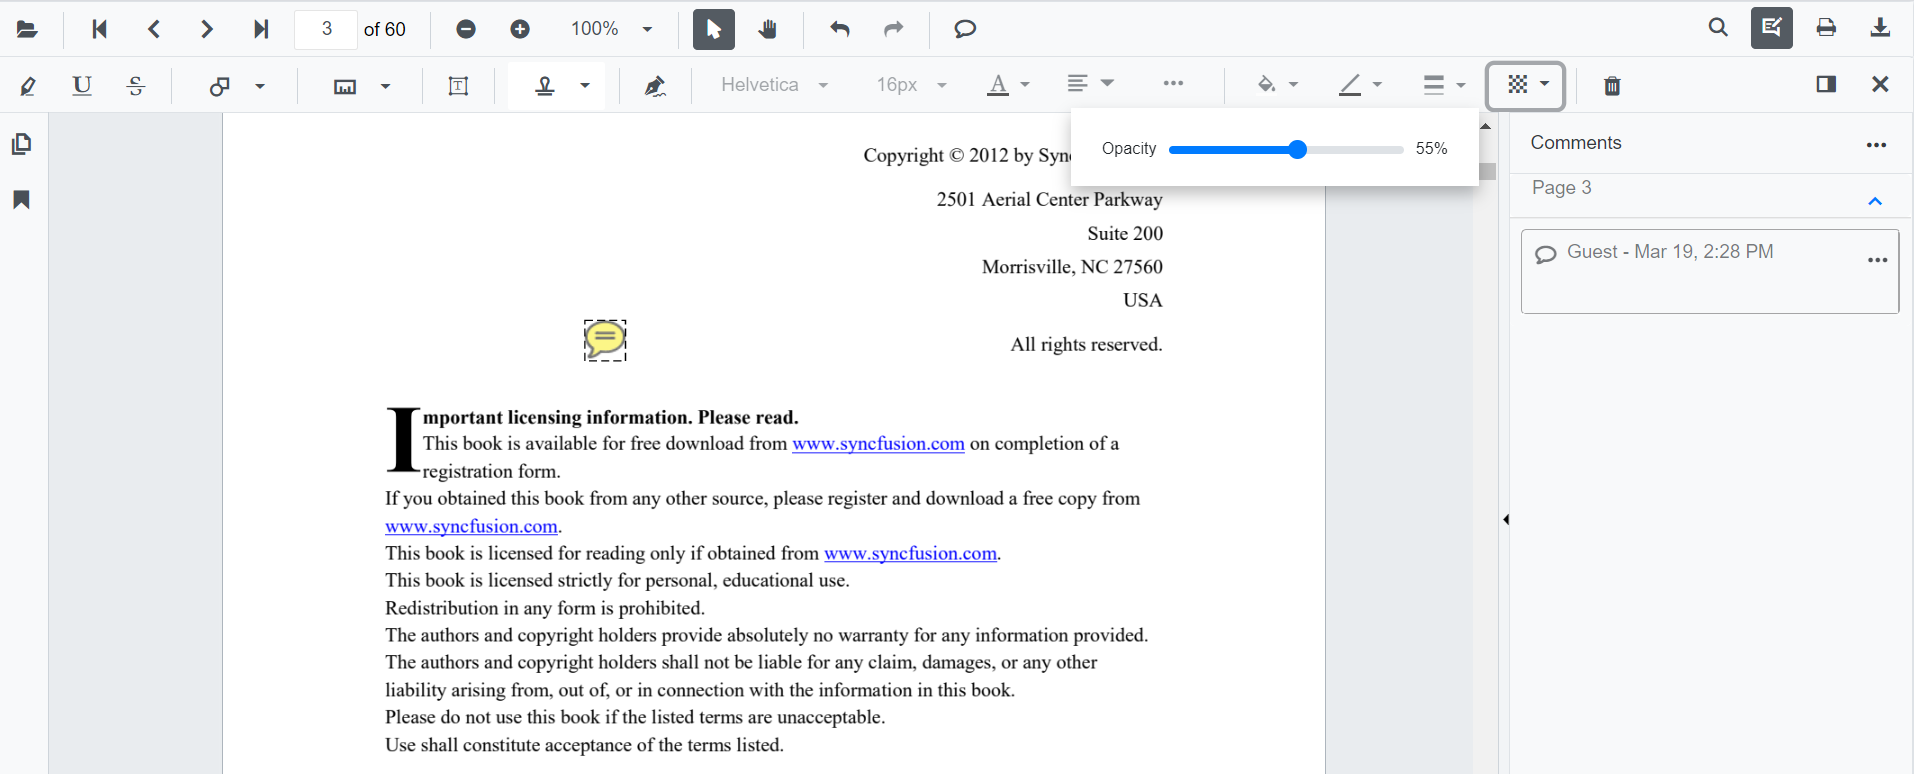 3 of 60 100%
Helvetica 16px
Opacity 55%
Copyright © 2012 by Syn
2501 Aerial Center Parkway
Suite 200
Morrisville, NC 27560
USA
All rights reserved.
Important licensing information. Please read.
This book is available for free download from www.syncfusion.com on completion of a
registration form.
If you obtained this book from any other source, please register and download a free copy from
www.syncfusion.com.
This book is licensed for reading only if obtained from www.syncfusion.com.
This book is licensed strictly for personal, educational use.
Redistribution in any form is prohibited.
The authors and copyright holders provide absolutely no warranty for any information provided.
The authors and copyright holders shall not be liable for any claim, damages, or any other
liability arising from, out of, or in connection with the information in this book.
Please do not use this book if the listed terms are unacceptable.
Use shall constitute acceptance of the terms listed.
Comments
Page 3
Guest - Mar 19, 2:28 PM